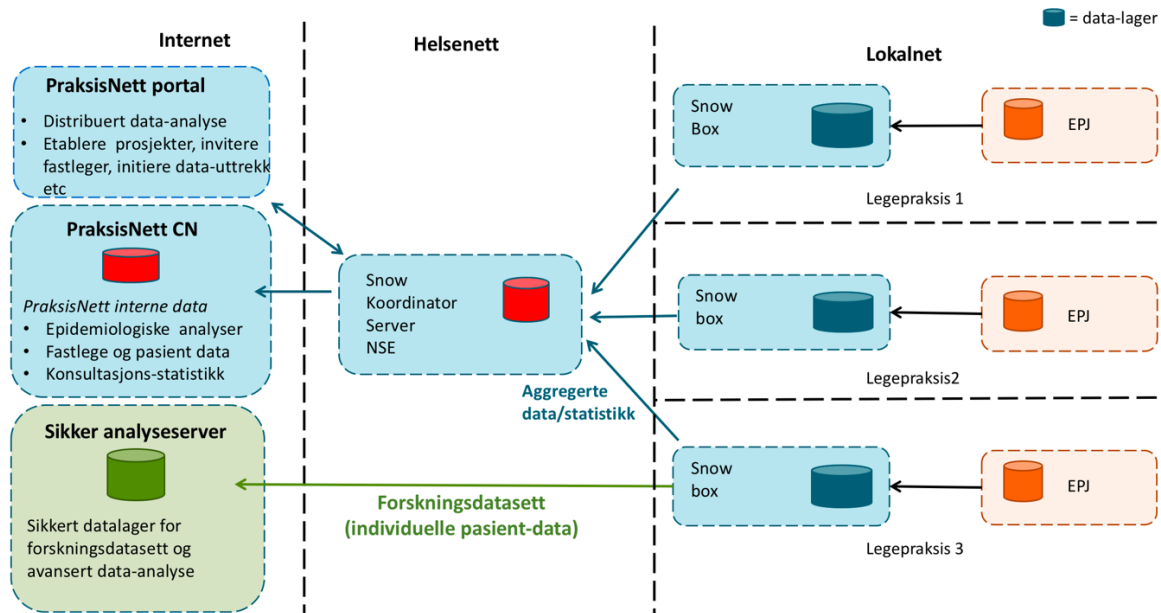 = data-lager
Internet
Helsenett
Lokalnet
PraksisNett portal
• Distribuert data-analyse
• Etablere prosjekter, invitere
fastleger, initiere data-uttrekk
etc
PraksisNett CN
PraksisNett interne data
• Epidemiologiske analyser
• Fastlege og pasient data
• Konsultasjons-statistikk
Sikker analyseserver
Sikkert datalager for
forskningsdatasett og
avansert data-analyse
Snow
Koordinator
Server
NSE
Aggregerte
data/statistikk
Forskningsdatasett
(individuelle pasient-data)
Snow
Box
EPJ
Legepraksis 1
Snow
box
EPJ
Legepraksis2
Snow
box
EPJ
Legepraksis 3